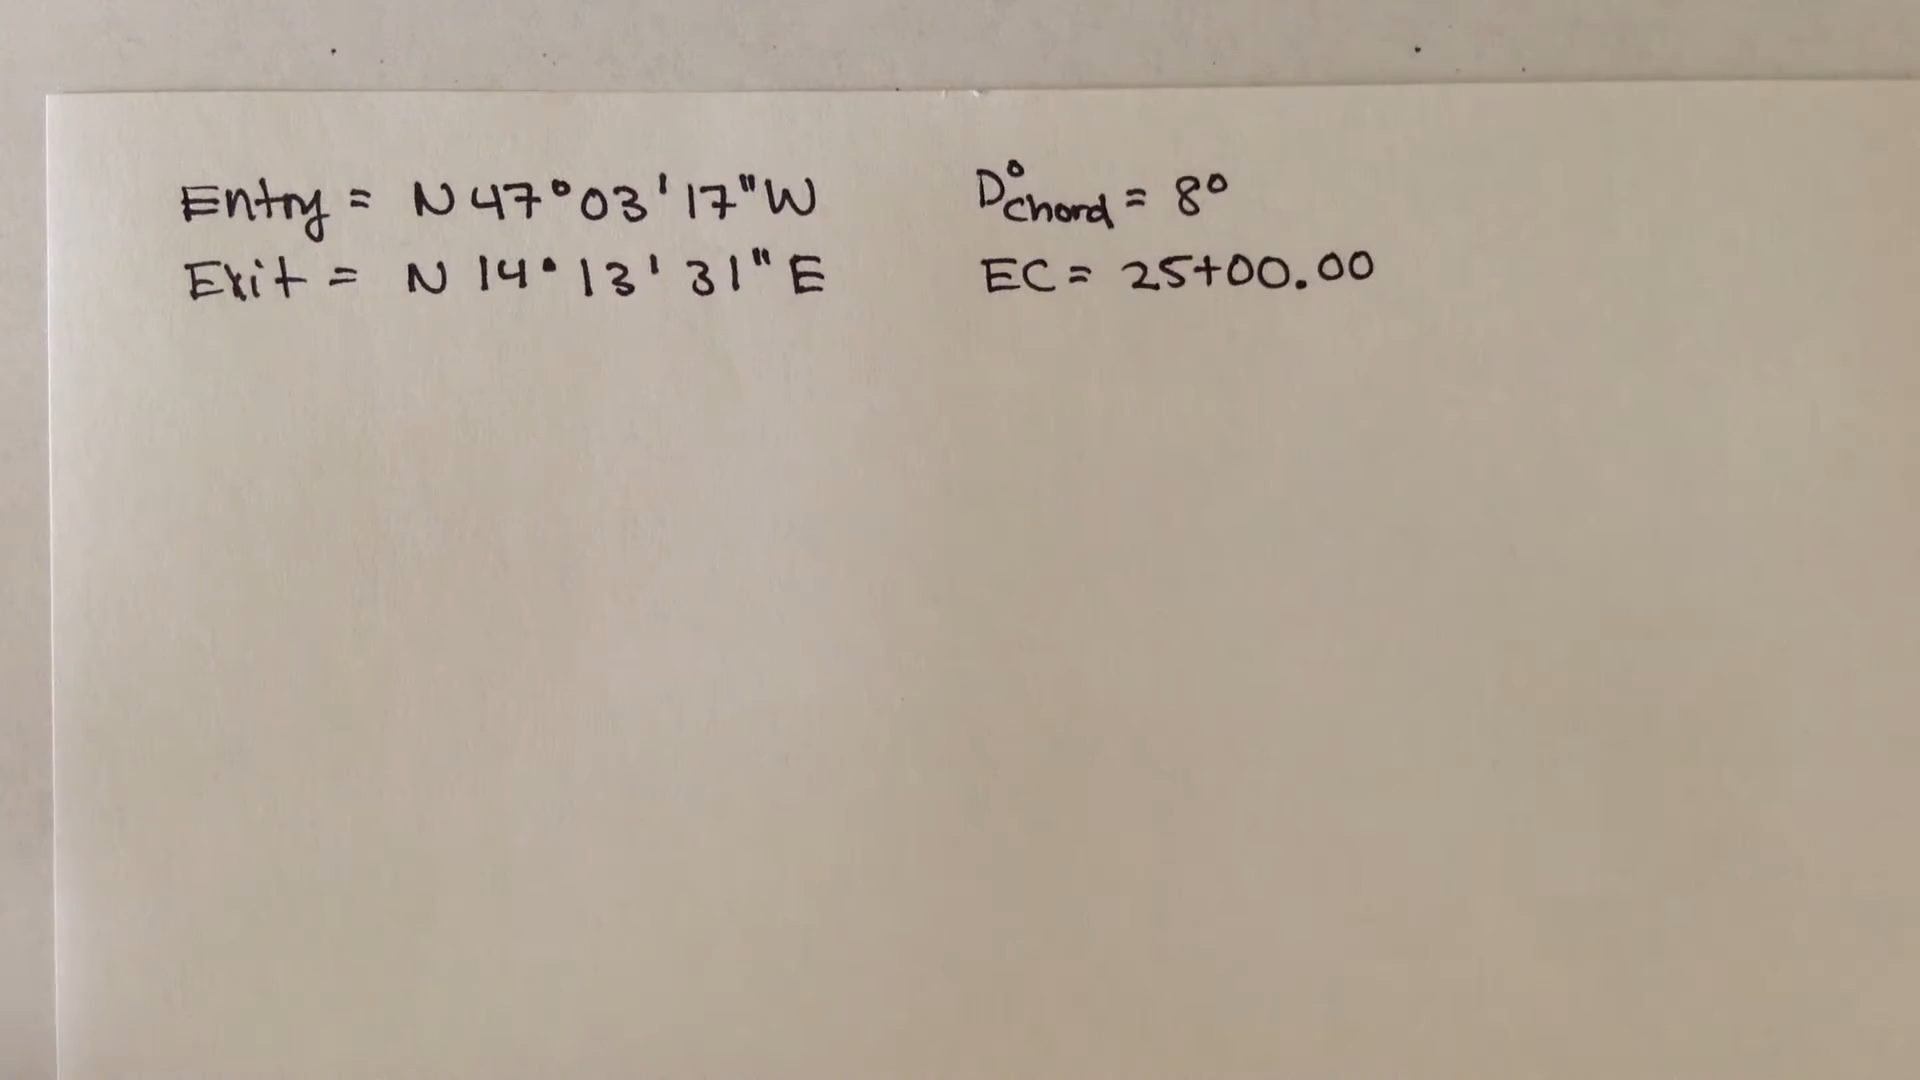 Entry = N 47°03'17"W
Exit = N 14°13'31"E
D°chord = 8°
EC = 25+00.00